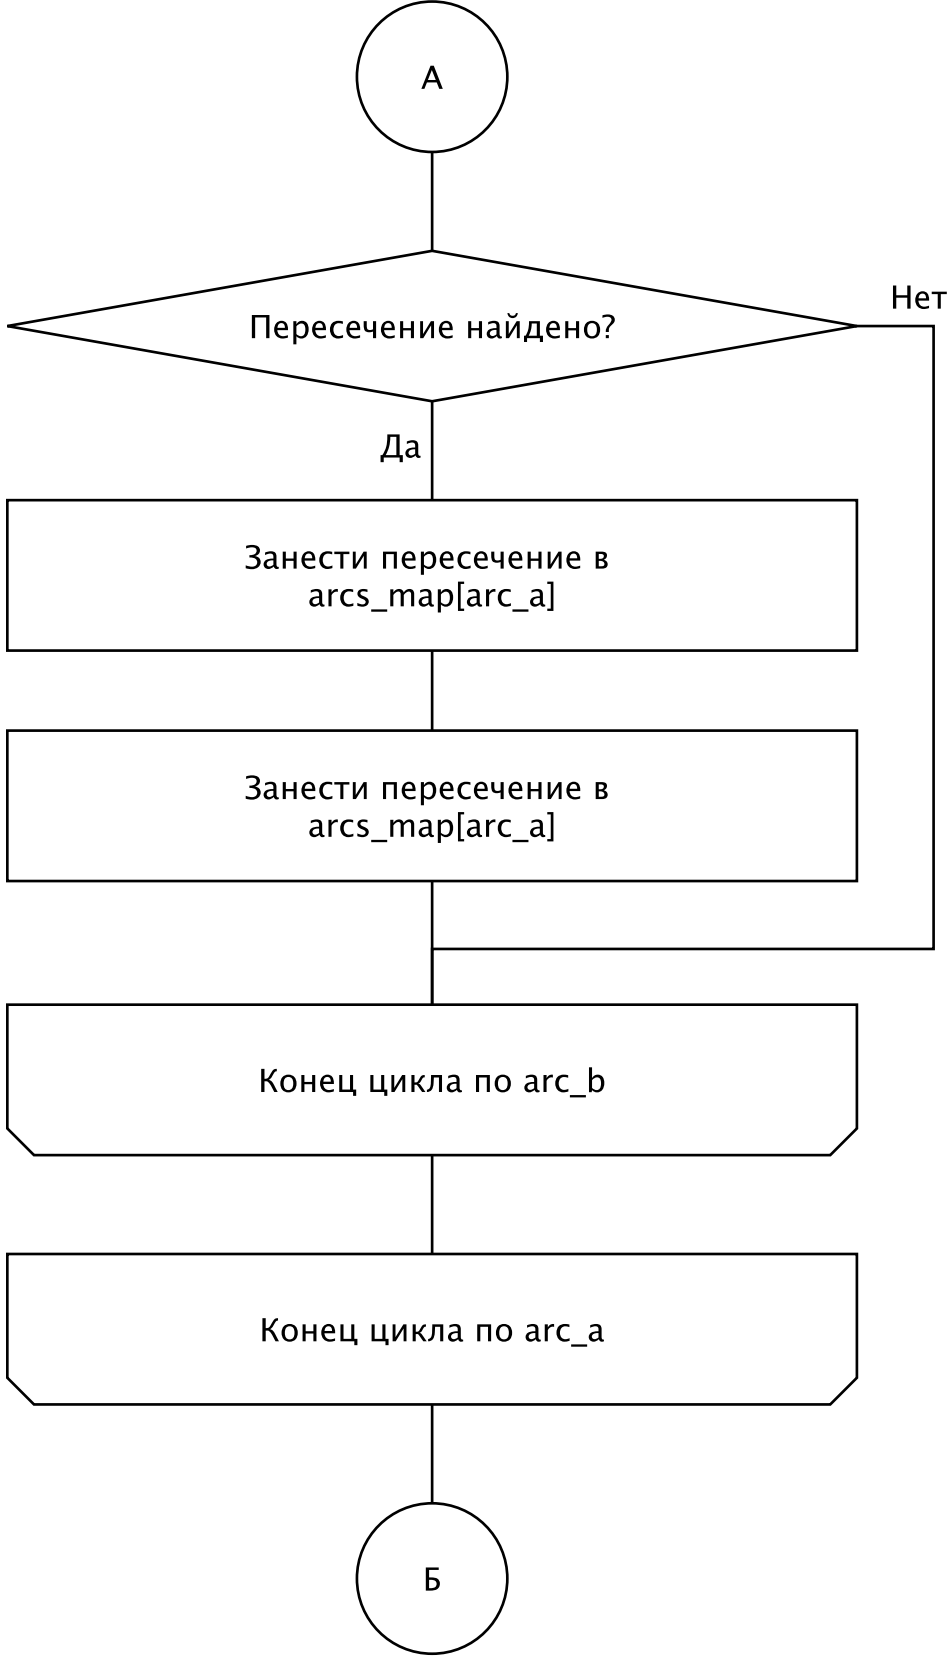 А
Пересечение найдено?
Нет
Да
Занести пересечение в
arcs_map[arc_a]
Занести пересечение в
arcs_map[arc_a]
Конец цикла по arc_b
Конец цикла по arc_a
Б